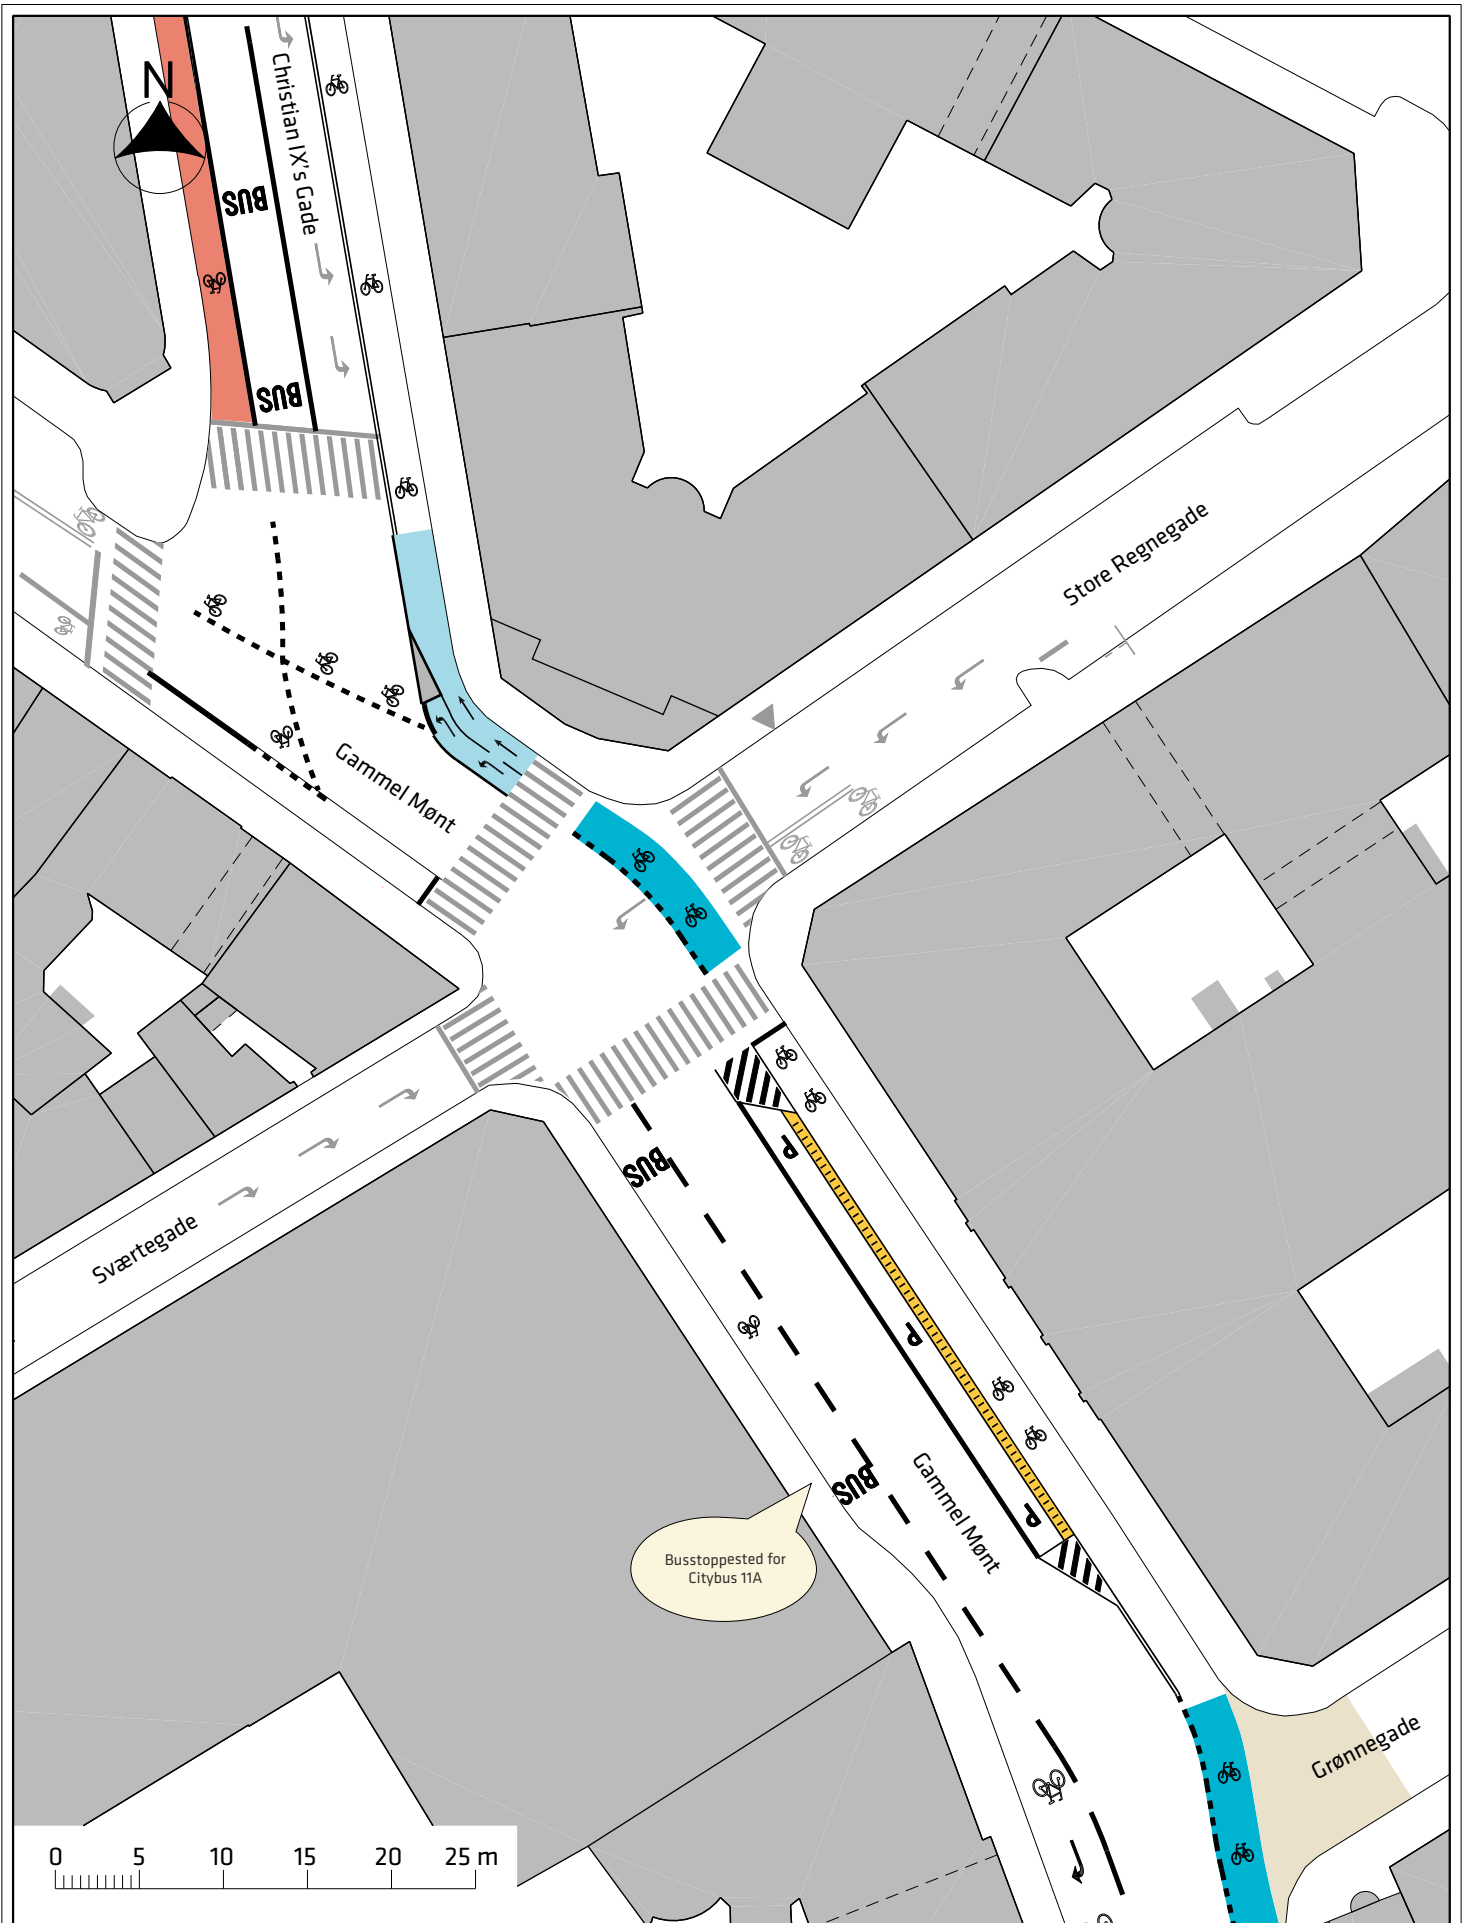 N
Christian IX's Gade
BUS
BUS
Store Regnegade
Gammel Mønt
Sværtegade
BUS
P
P
BUS
P
Gammel Mønt
Busstoppested for
Citybus 11A
Grønnegade
0 5 10 15 20 25 m